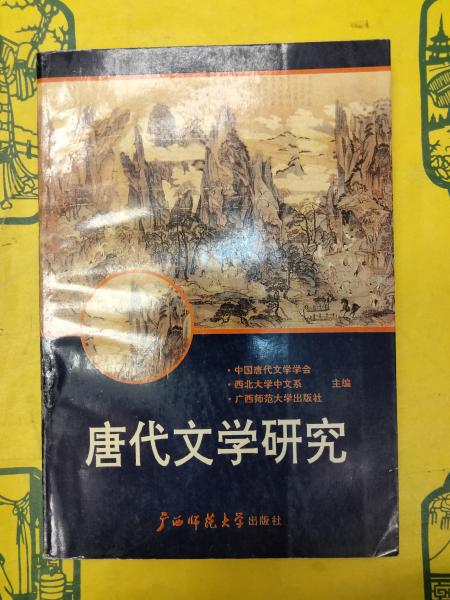 ·中国唐代文学学会
·西北大学中文系 主编
·广西师范大学出版社
唐代文学研究
广西师范大学出版社